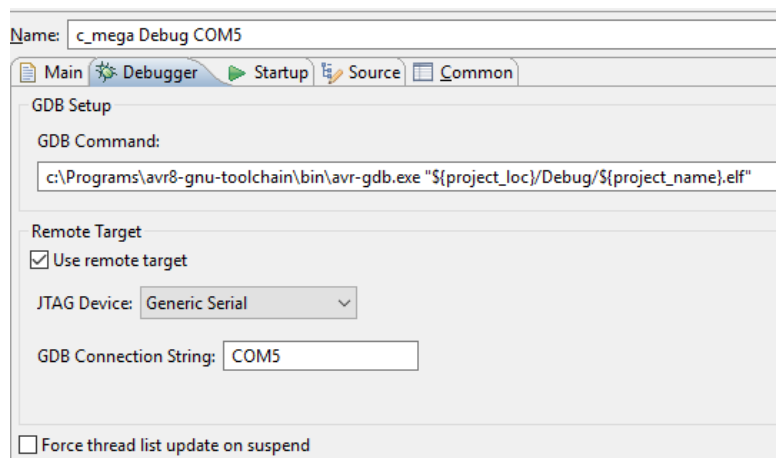 Name: c_mega Debug COM5
Main Debugger Startup Source Common
GDB Setup
GDB Command:
c:\Programs\avr8-gnu-toolchain\bin\avr-gdb.exe "${project_loc}/Debug/${project_name}.elf"
Remote Target
Use remote target
JTAG Device: Generic Serial
GDB Connection String: COM5
Force thread list update on suspend